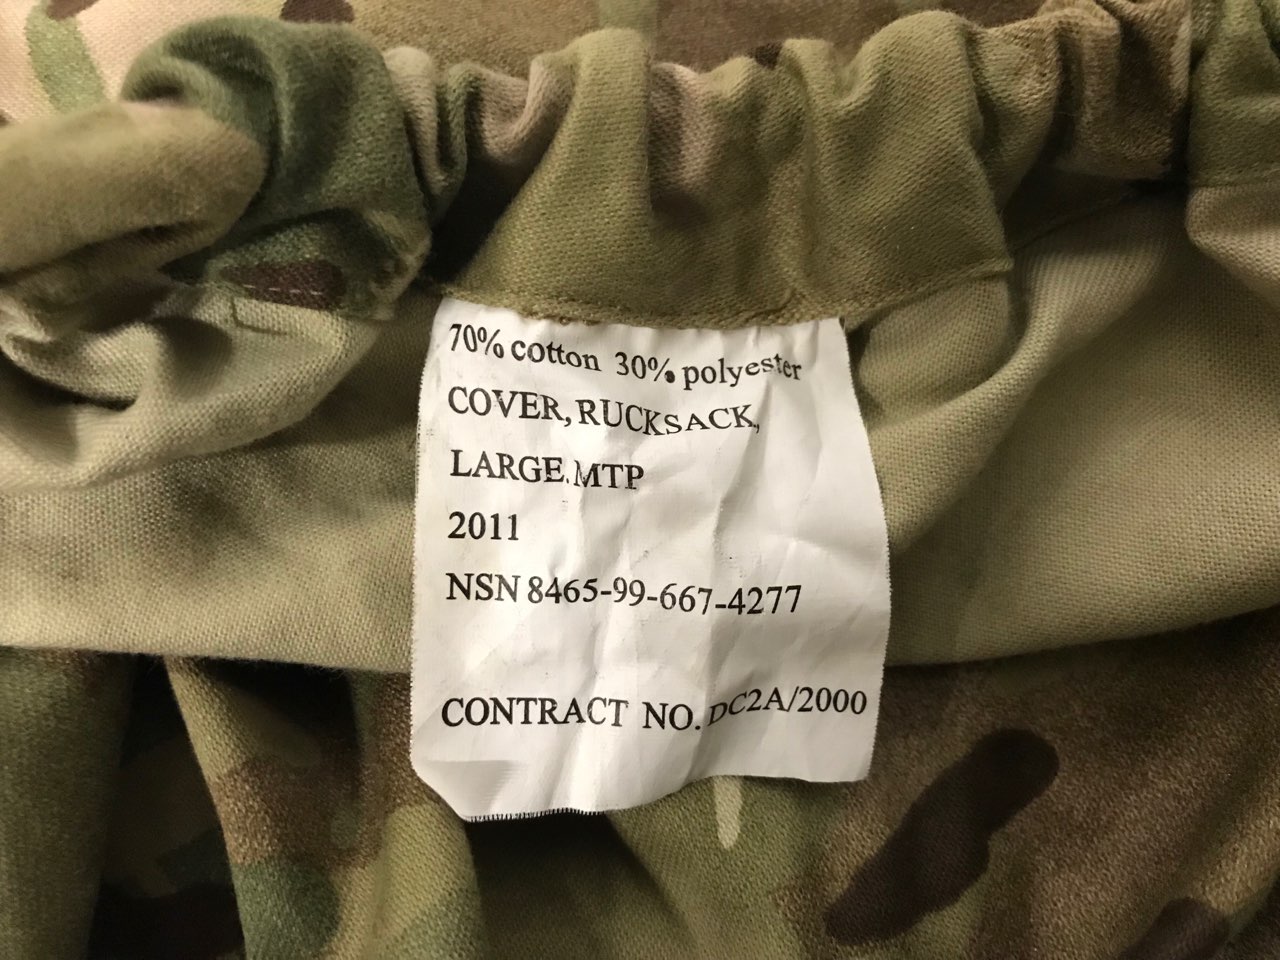 70% cotton 30% polyester
COVER, RUCKSACK,
LARGE.MTP
2011
NSN 8465-99-667-4277
CONTRACT NO. DC2A/2000